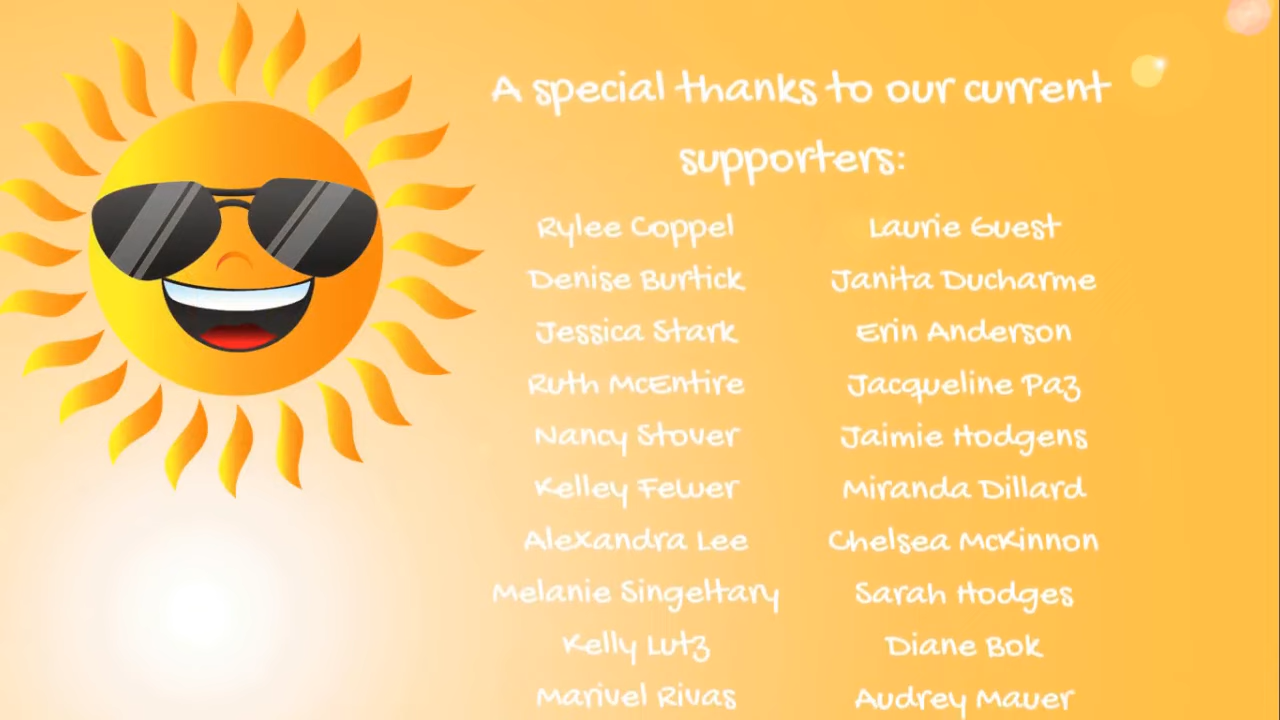 A special thanks to our current
supporters:
Rylee Coppel
Denise Burtick
Jessica Stark
Ruth McEntire
Nancy Stover
Kelley Fewer
Alexandra Lee
Melanie Singeltary
Kelly Lutz
Marivel Rivas
Laurie Guest
Janita Ducharme
Erin Anderson
Jacqueline Paz
Jaimie Hodgens
Miranda Dillard
Chelsea McKinnon
Sarah Hodges
Diane Bok
Audrey Mauer